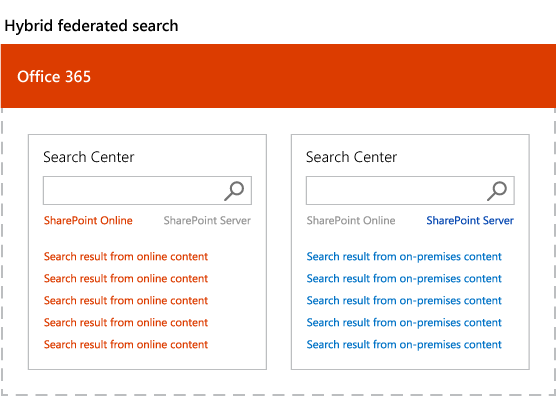 Hybrid federated search
Office 365
Search Center
SharePoint Online SharePoint Server
Search result from online content
Search result from online content
Search result from online content
Search result from online content
Search result from online content
Search Center
SharePoint Online SharePoint Server
Search result from on-premises content
Search result from on-premises content
Search result from on-premises content
Search result from on-premises content
Search result from on-premises content